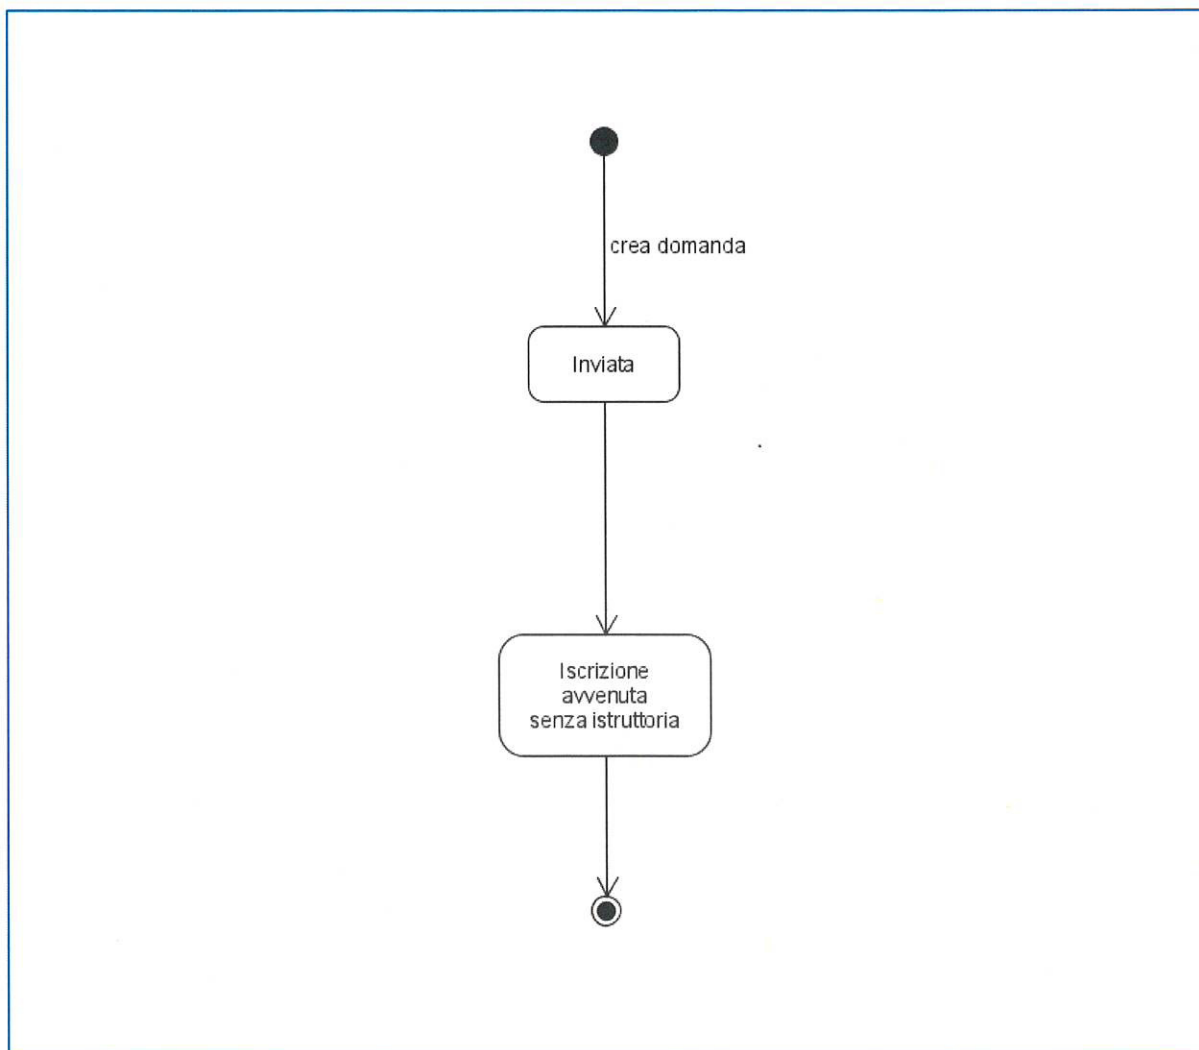 crea domanda
Inviata
Iscrizione
avvenuta
senza istruttoria